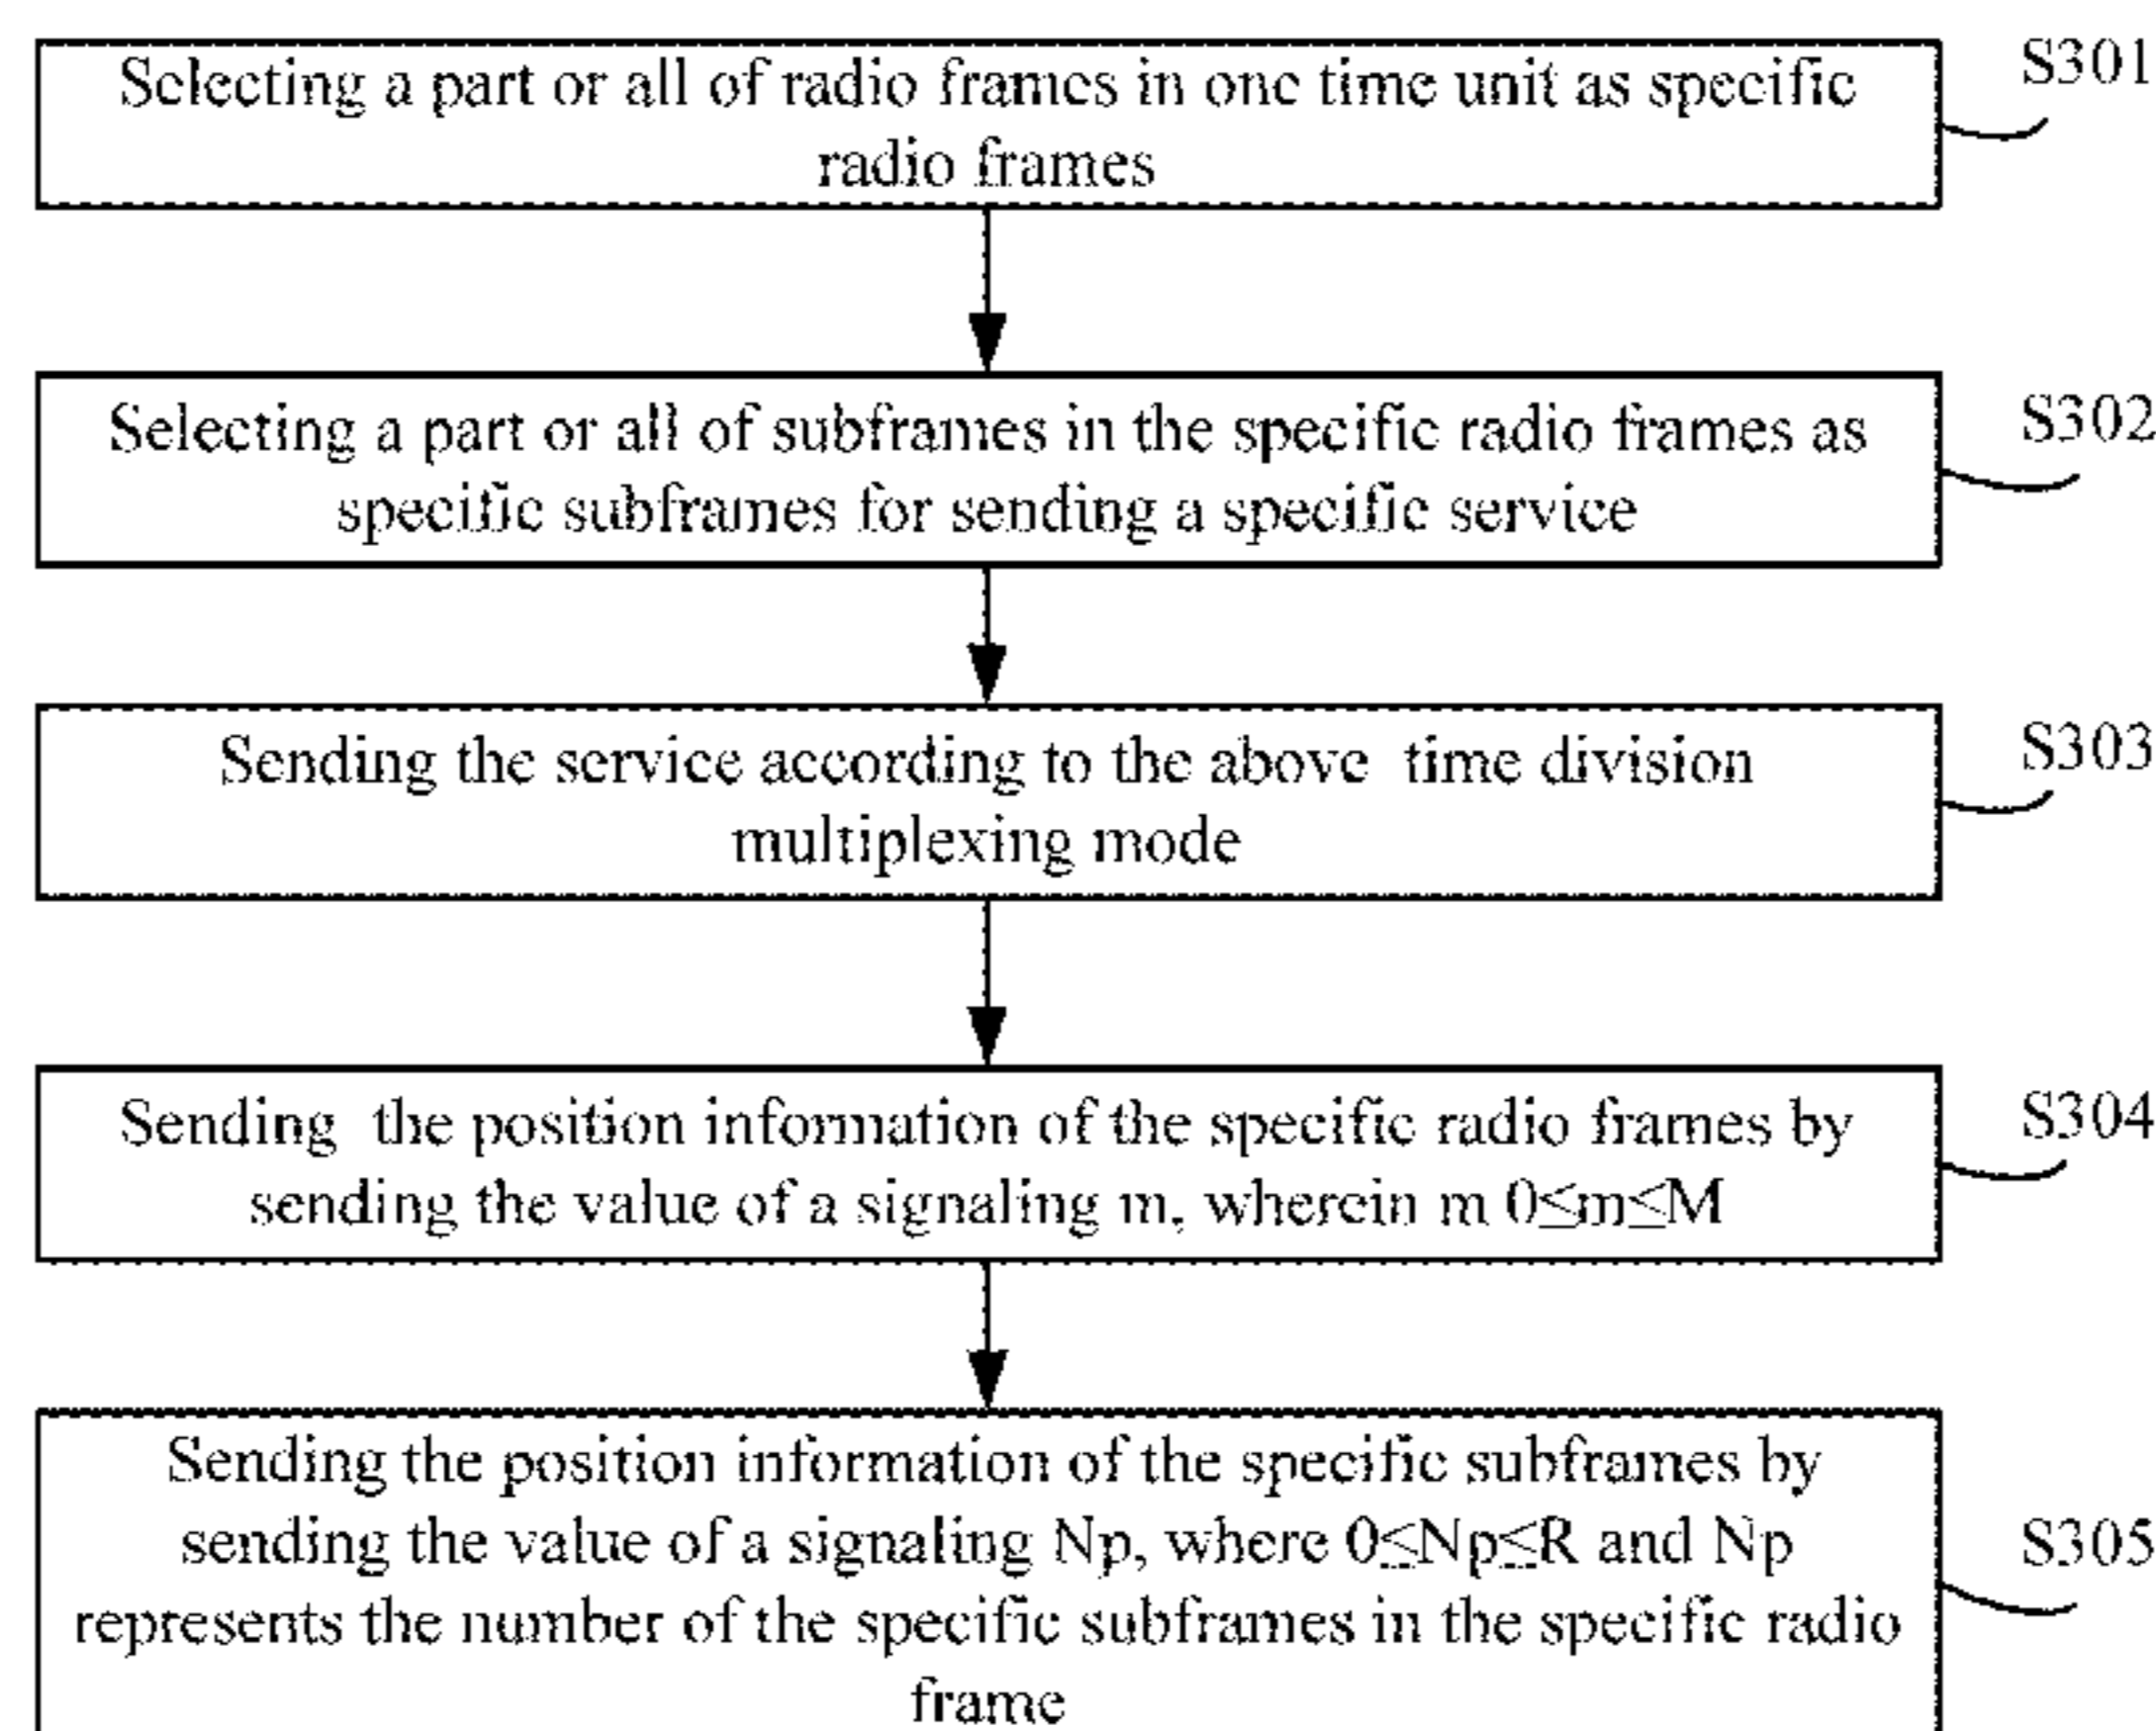 Selecting a part or all of radio frames in one time unit as specific
radio frames
S301
Selecting a part or all of subframes in the specific radio frames as
specific subframes for sending a specific service
S302
Sending the service according to the above time division
multiplexing mode
S303
Sending the position information of the specific radio frames by
sending the value of a signaling m, wherein m 0≤m≤M
S304
Sending the position information of the specific subframes by
sending the value of a signaling Np, where 0≤Np≤R and Np
represents the number of the specific subframes in the specific radio
frame
S305